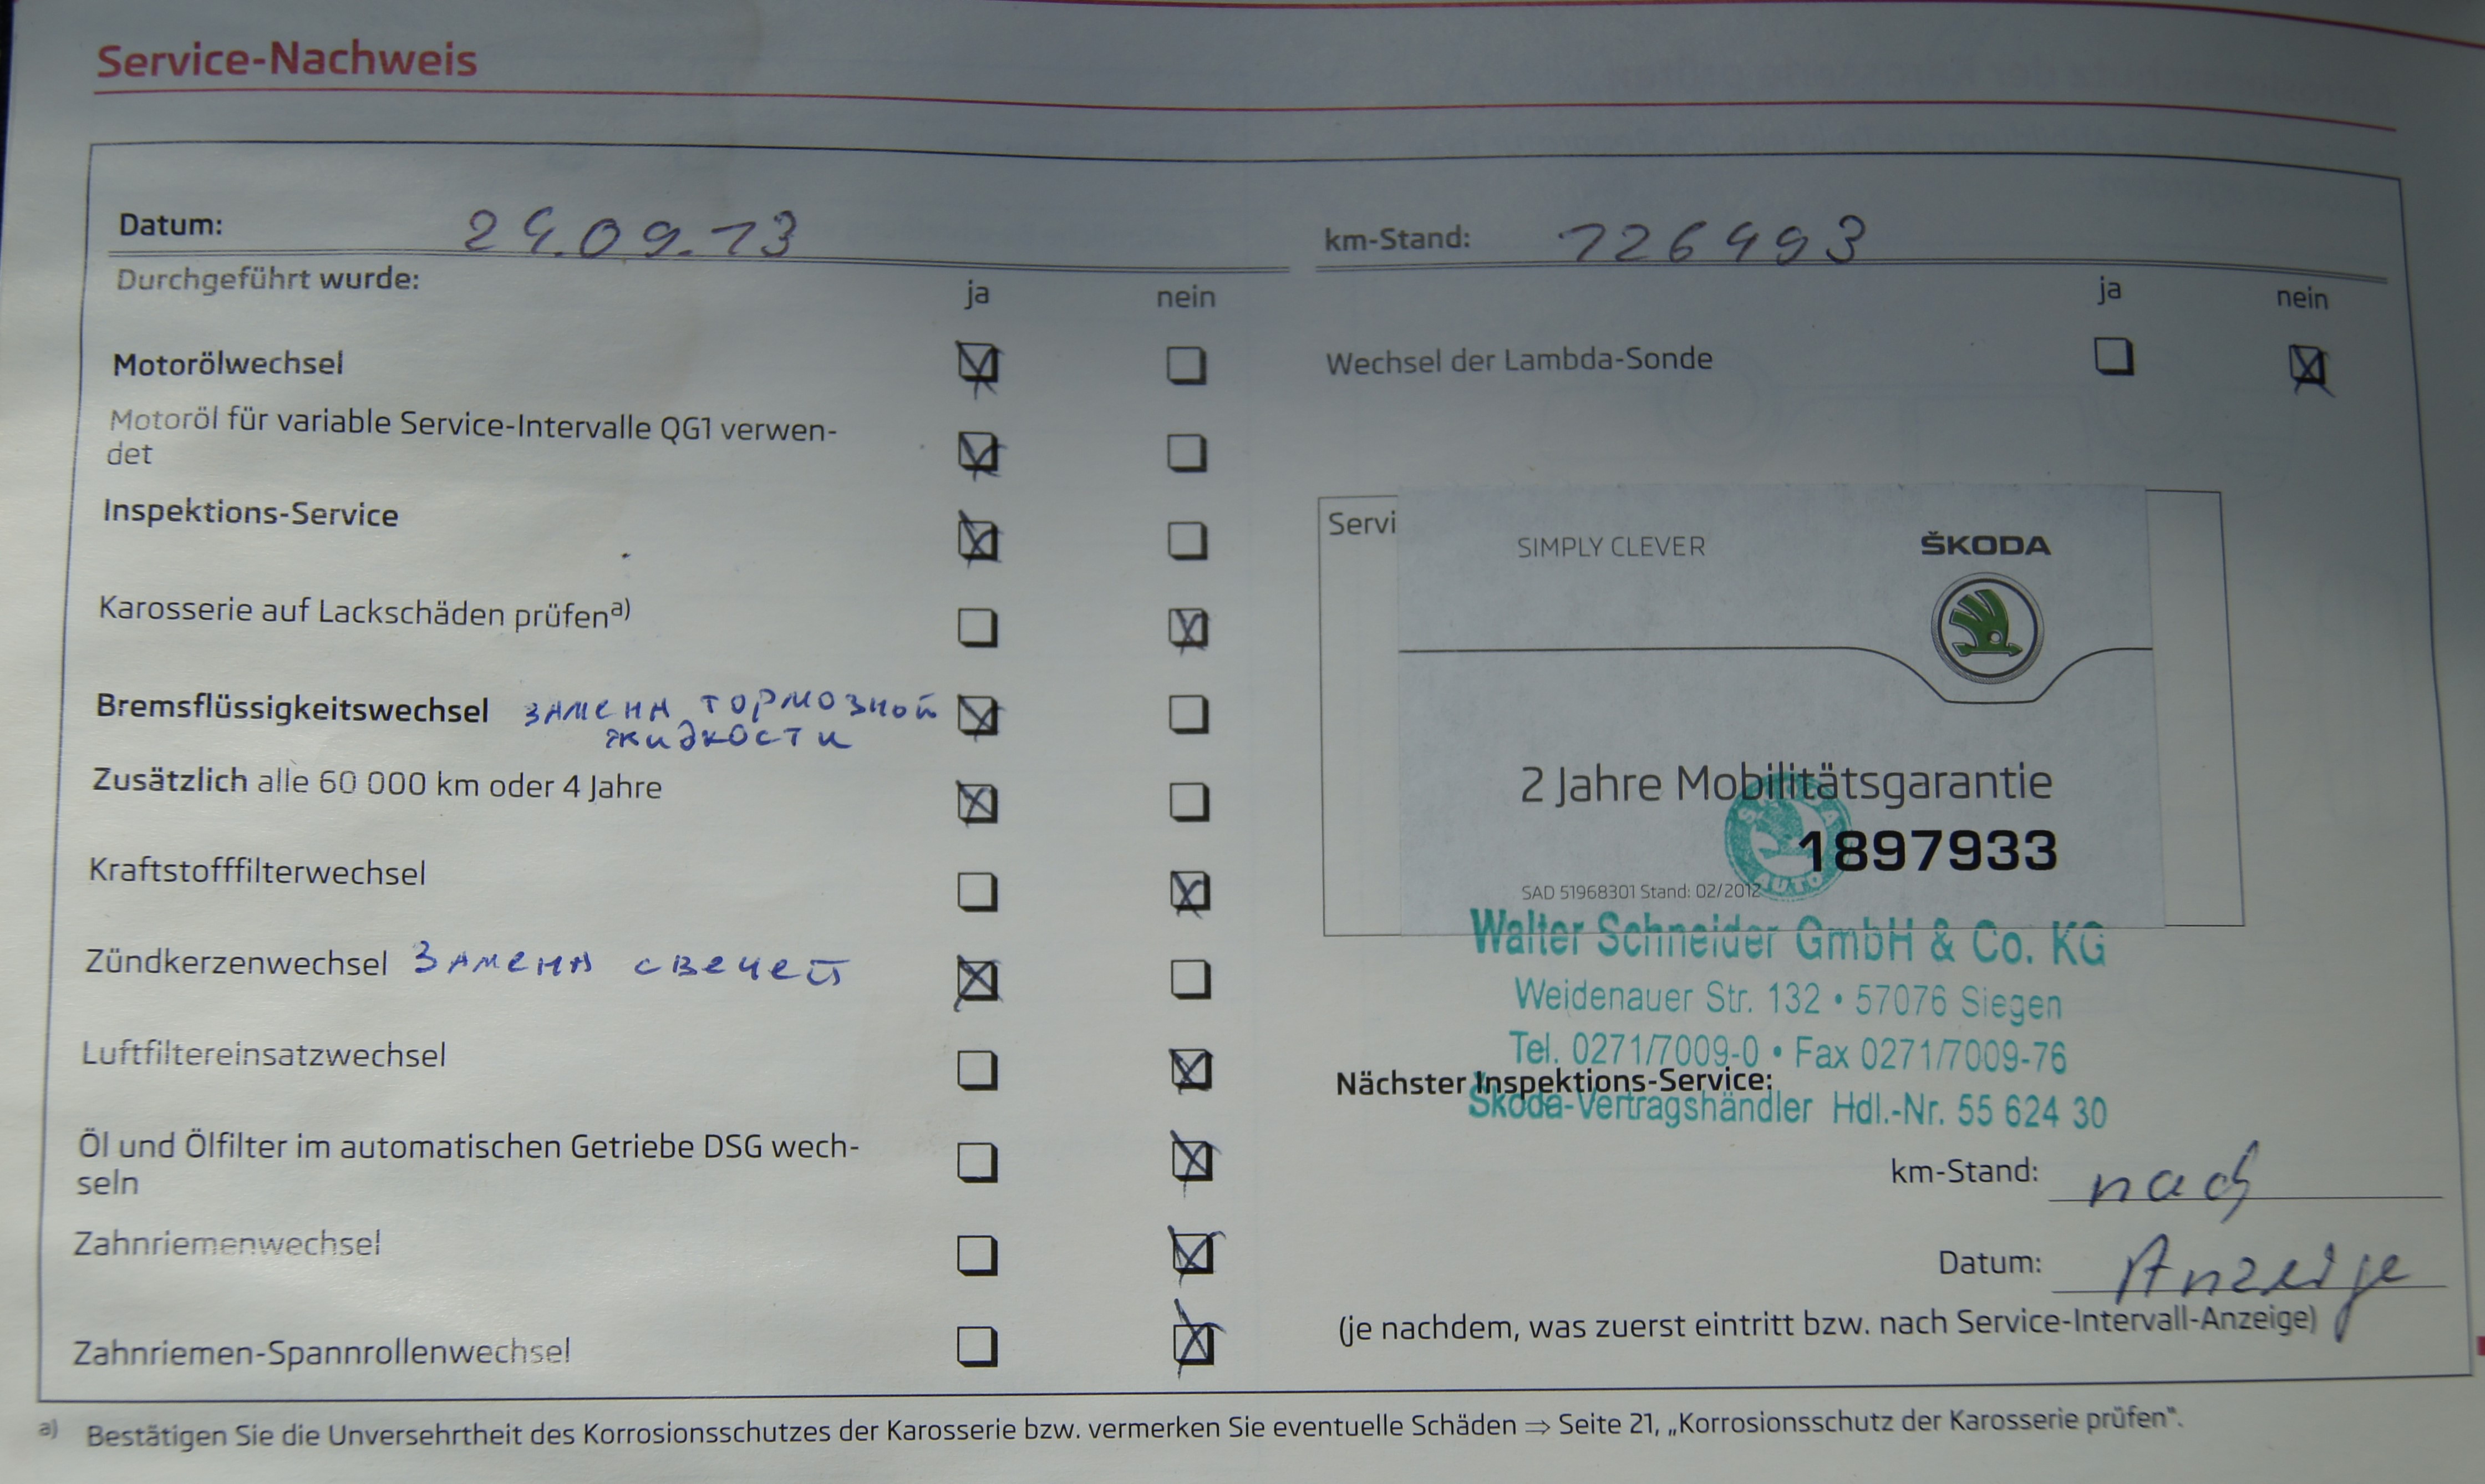 Service-Nachweis
Datum: 24.09.13
km-Stand: 126493
Durchgeführt wurde:
ja nein
ja nein
Motorölwechsel
Wechsel der Lambda-Sonde
Motoröl für variable Service-Intervalle QG1 verwen-
det
Inspektions-Service
Karosserie auf Lackschäden prüfen a)
Bremsflüssigkeitswechsel замена тормозной
жидкости
Zusätzlich alle 60 000 km oder 4 Jahre
Kraftstofffilterwechsel
Zündkerzenwechsel Замена свечей
Luftfiltereinsatzwechsel
Öl und Ölfilter im automatischen Getriebe DSG wech-
seln
Zahnriemenwechsel
Zahnriemen-Spannrollenwechsel
Servi
SIMPLY CLEVER
ŠKODA
2 Jahre Mobilitätsgarantie
1897933
SKODA
AUTO
SAD 51968301 Stand: 02/2012
Walter Schneider GmbH & Co. KG
Weidenauer Str. 132 • 57076 Siegen
Tel. 0271/7009-0 • Fax 0271/7009-76
Nächster Inspektions-Service:
Skoda-Vertragshändler Hdl.-Nr. 55 624 30
km-Stand: nach
Datum: Anzeige
(je nachdem, was zuerst eintritt bzw. nach Service-Intervall-Anzeige)
a) Bestätigen Sie die Unversehrtheit des Korrosionsschutzes der Karosserie bzw. vermerken Sie eventuelle Schäden ⇒ Seite 21, „Korrosionsschutz der Karosserie prüfen".